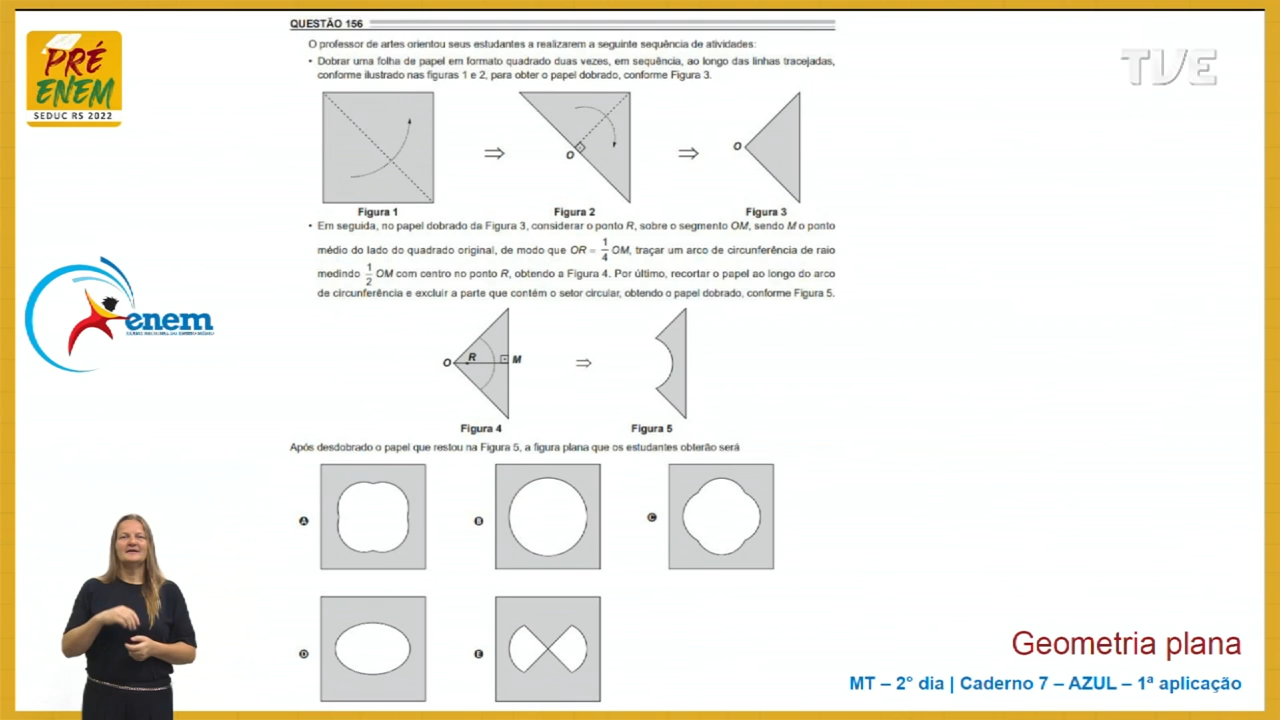 QUESTÃO 156
O professor de artes orientou seus estudantes a realizarem a seguinte sequência de atividades:
• Dobrar uma folha de papel em formato quadrado duas vezes, em sequência, ao longo das linhas tracejadas,
conforme ilustrado nas figuras 1 e 2, para obter o papel dobrado, conforme Figura 3.
PRÉ
ENEM
SEDUC RS 2022
TVE
O
⇒
O
⇒
Figura 1
Figura 2
Figura 3
• Em seguida, no papel dobrado da Figura 3, considerar o ponto R, sobre o segmento OM, sendo M o ponto
médio do lado do quadrado original, de modo que OR = 1/4 OM, traçar um arco de circunferência de raio
medindo 1/2 OM com centro no ponto R, obtendo a Figura 4. Por último, recortar o papel ao longo do arco
de circunferência e excluir a parte que contém o setor circular, obtendo o papel dobrado, conforme Figura 5.
enem
O R M
⇒
Figura 4
Figura 5
Após desdobrado o papel que restou na Figura 5, a figura plana que os estudantes obterão será
A
B
C
D
E
Geometria plana
MT – 2° dia | Caderno 7 – AZUL – 1ª aplicação